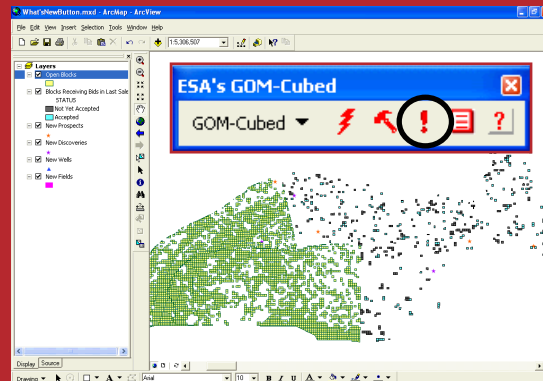 What'sNewButton.mxd - ArcMap - ArcView
File Edit View Insert Selection Tools Window Help
1:5,306,507
Layers
Open Blocks
Blocks Receiving Bids in Last Sale
STATUS
Not Yet Accepted
Accepted
New Prospects
New Discoveries
New Wells
New Fields
ESA's GOM-Cubed
GOM-Cubed
Display Source
Drawing A Arial 10 B I U A